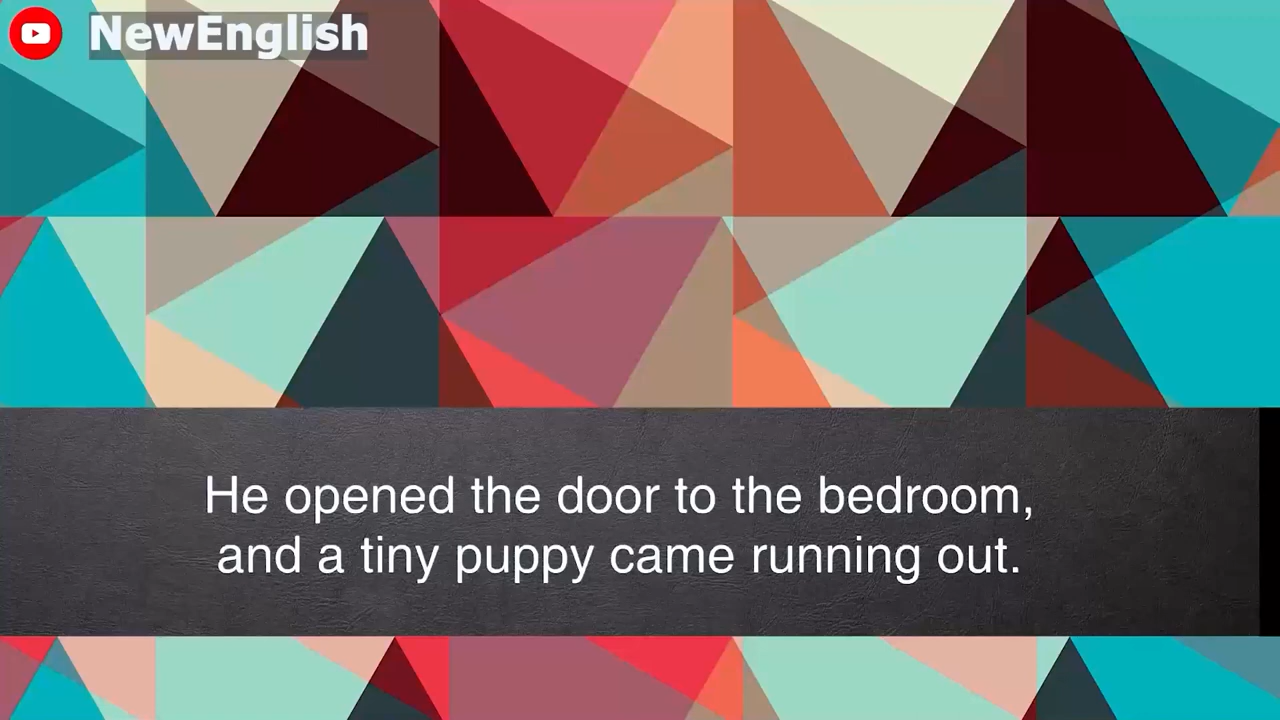 NewEnglish
He opened the door to the bedroom,
and a tiny puppy came running out.